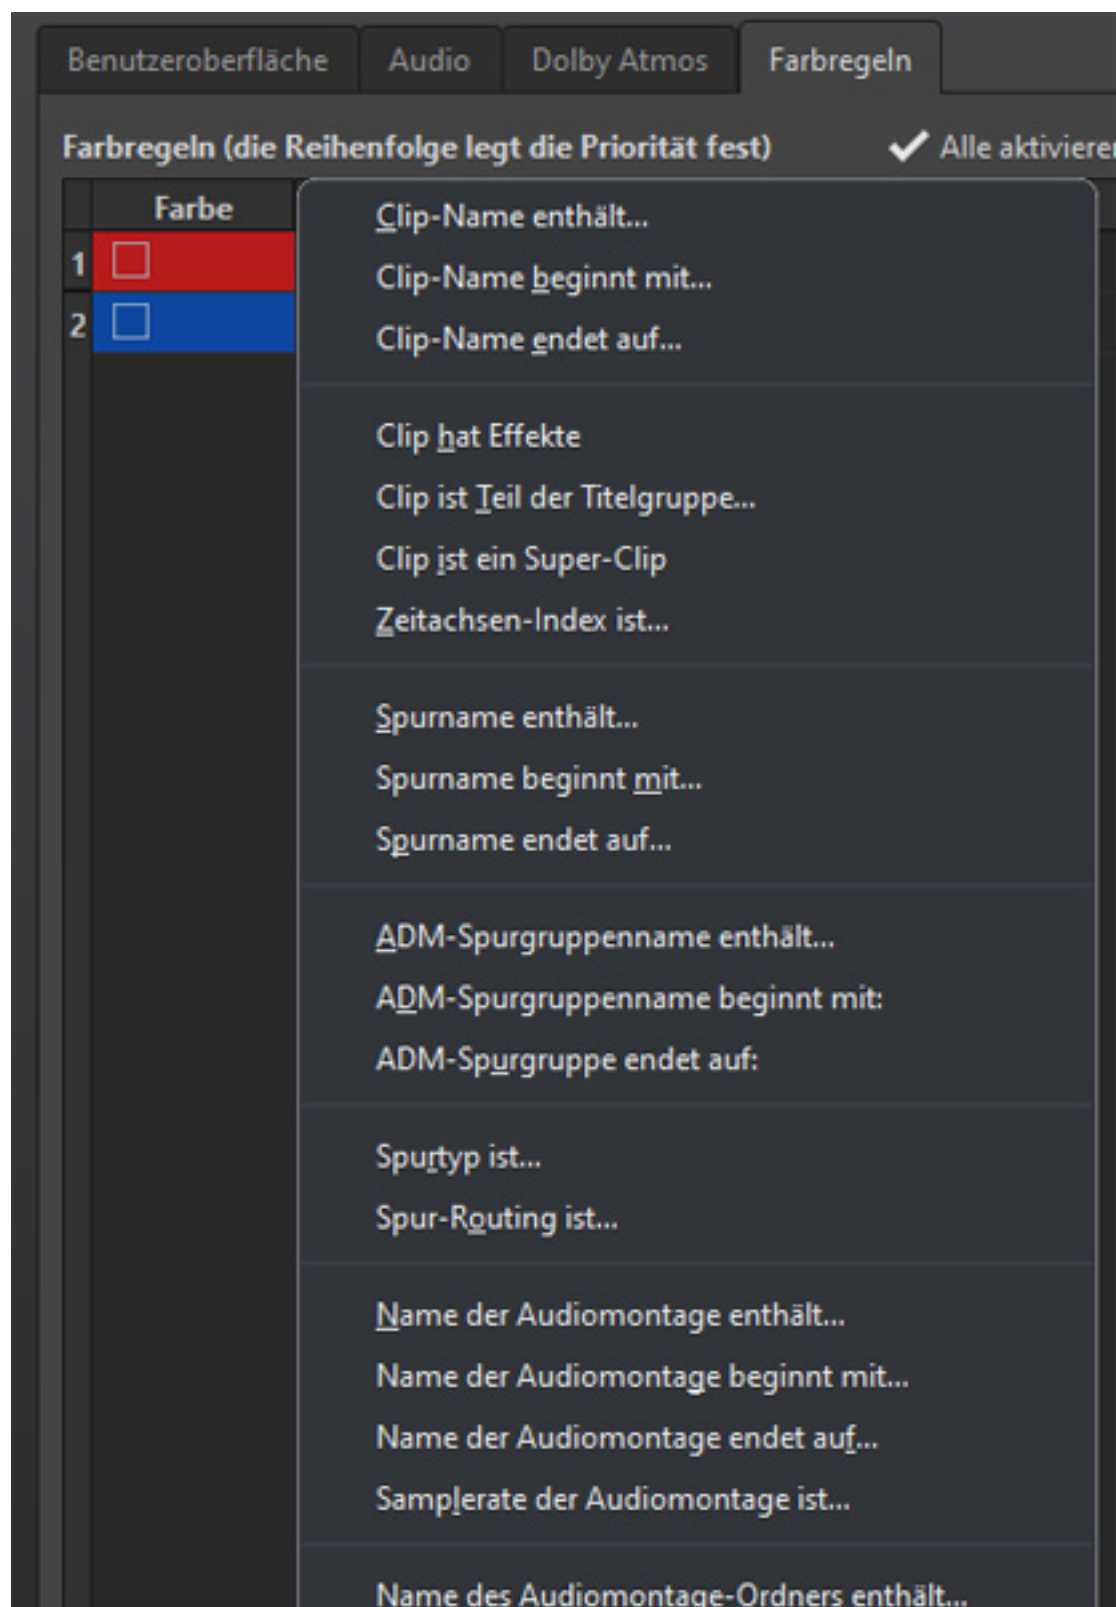 Benutzeroberfläche Audio Dolby Atmos Farbregeln
Farbregeln (die Reihenfolge legt die Priorität fest) Alle aktivieren
Farbe
1
2
Clip-Name enthält...
Clip-Name beginnt mit...
Clip-Name endet auf...
Clip hat Effekte
Clip ist Teil der Titelgruppe...
Clip ist ein Super-Clip
Zeitachsen-Index ist...
Spurname enthält...
Spurname beginnt mit...
Spurname endet auf...
ADM-Spurgruppenname enthält...
ADM-Spurgruppenname beginnt mit:
ADM-Spurgruppe endet auf:
Spurtyp ist...
Spur-Routing ist...
Name der Audiomontage enthält...
Name der Audiomontage beginnt mit...
Name der Audiomontage endet auf...
Samplerate der Audiomontage ist...
Name des Audiomontage-Ordners enthält...